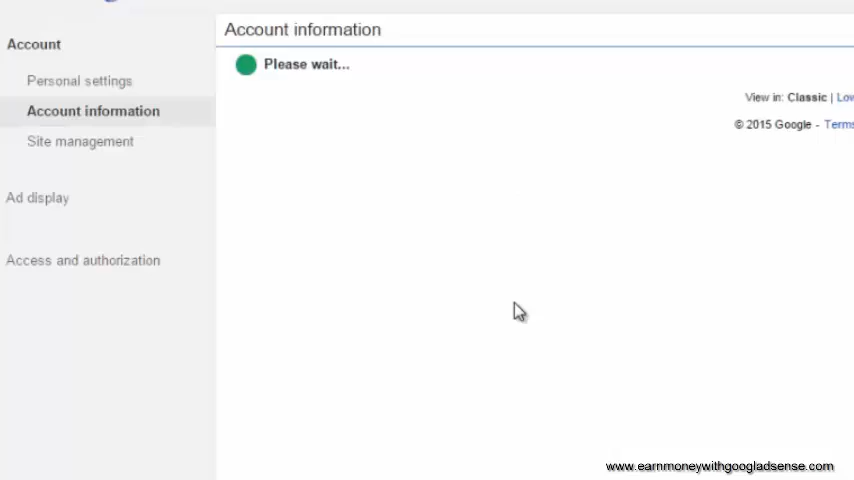 Account information
Account
Please wait...
Personal settings
View in: Classic |
Account information
© 2015 Google -
Site management
Ad display
Access and authorization
www.earnmoneywithgoogladsense.com